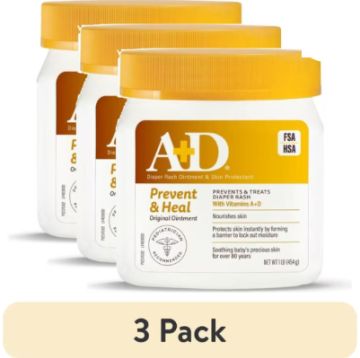 A+D®
Diaper Rash Ointment & Skin Protectant
FSA
HSA
Prevent
& Heal
Original Ointment
PREVENTS & TREATS
DIAPER RASH
With Vitamins A+D
Nourishes skin
Protects skin instantly by forming
a barrier to lock out moisture
Soothing baby's precious skin
for over 80 years
PEDIATRICIAN
RECOMMENDED
NET WT 1 LB (454g)
3 Pack